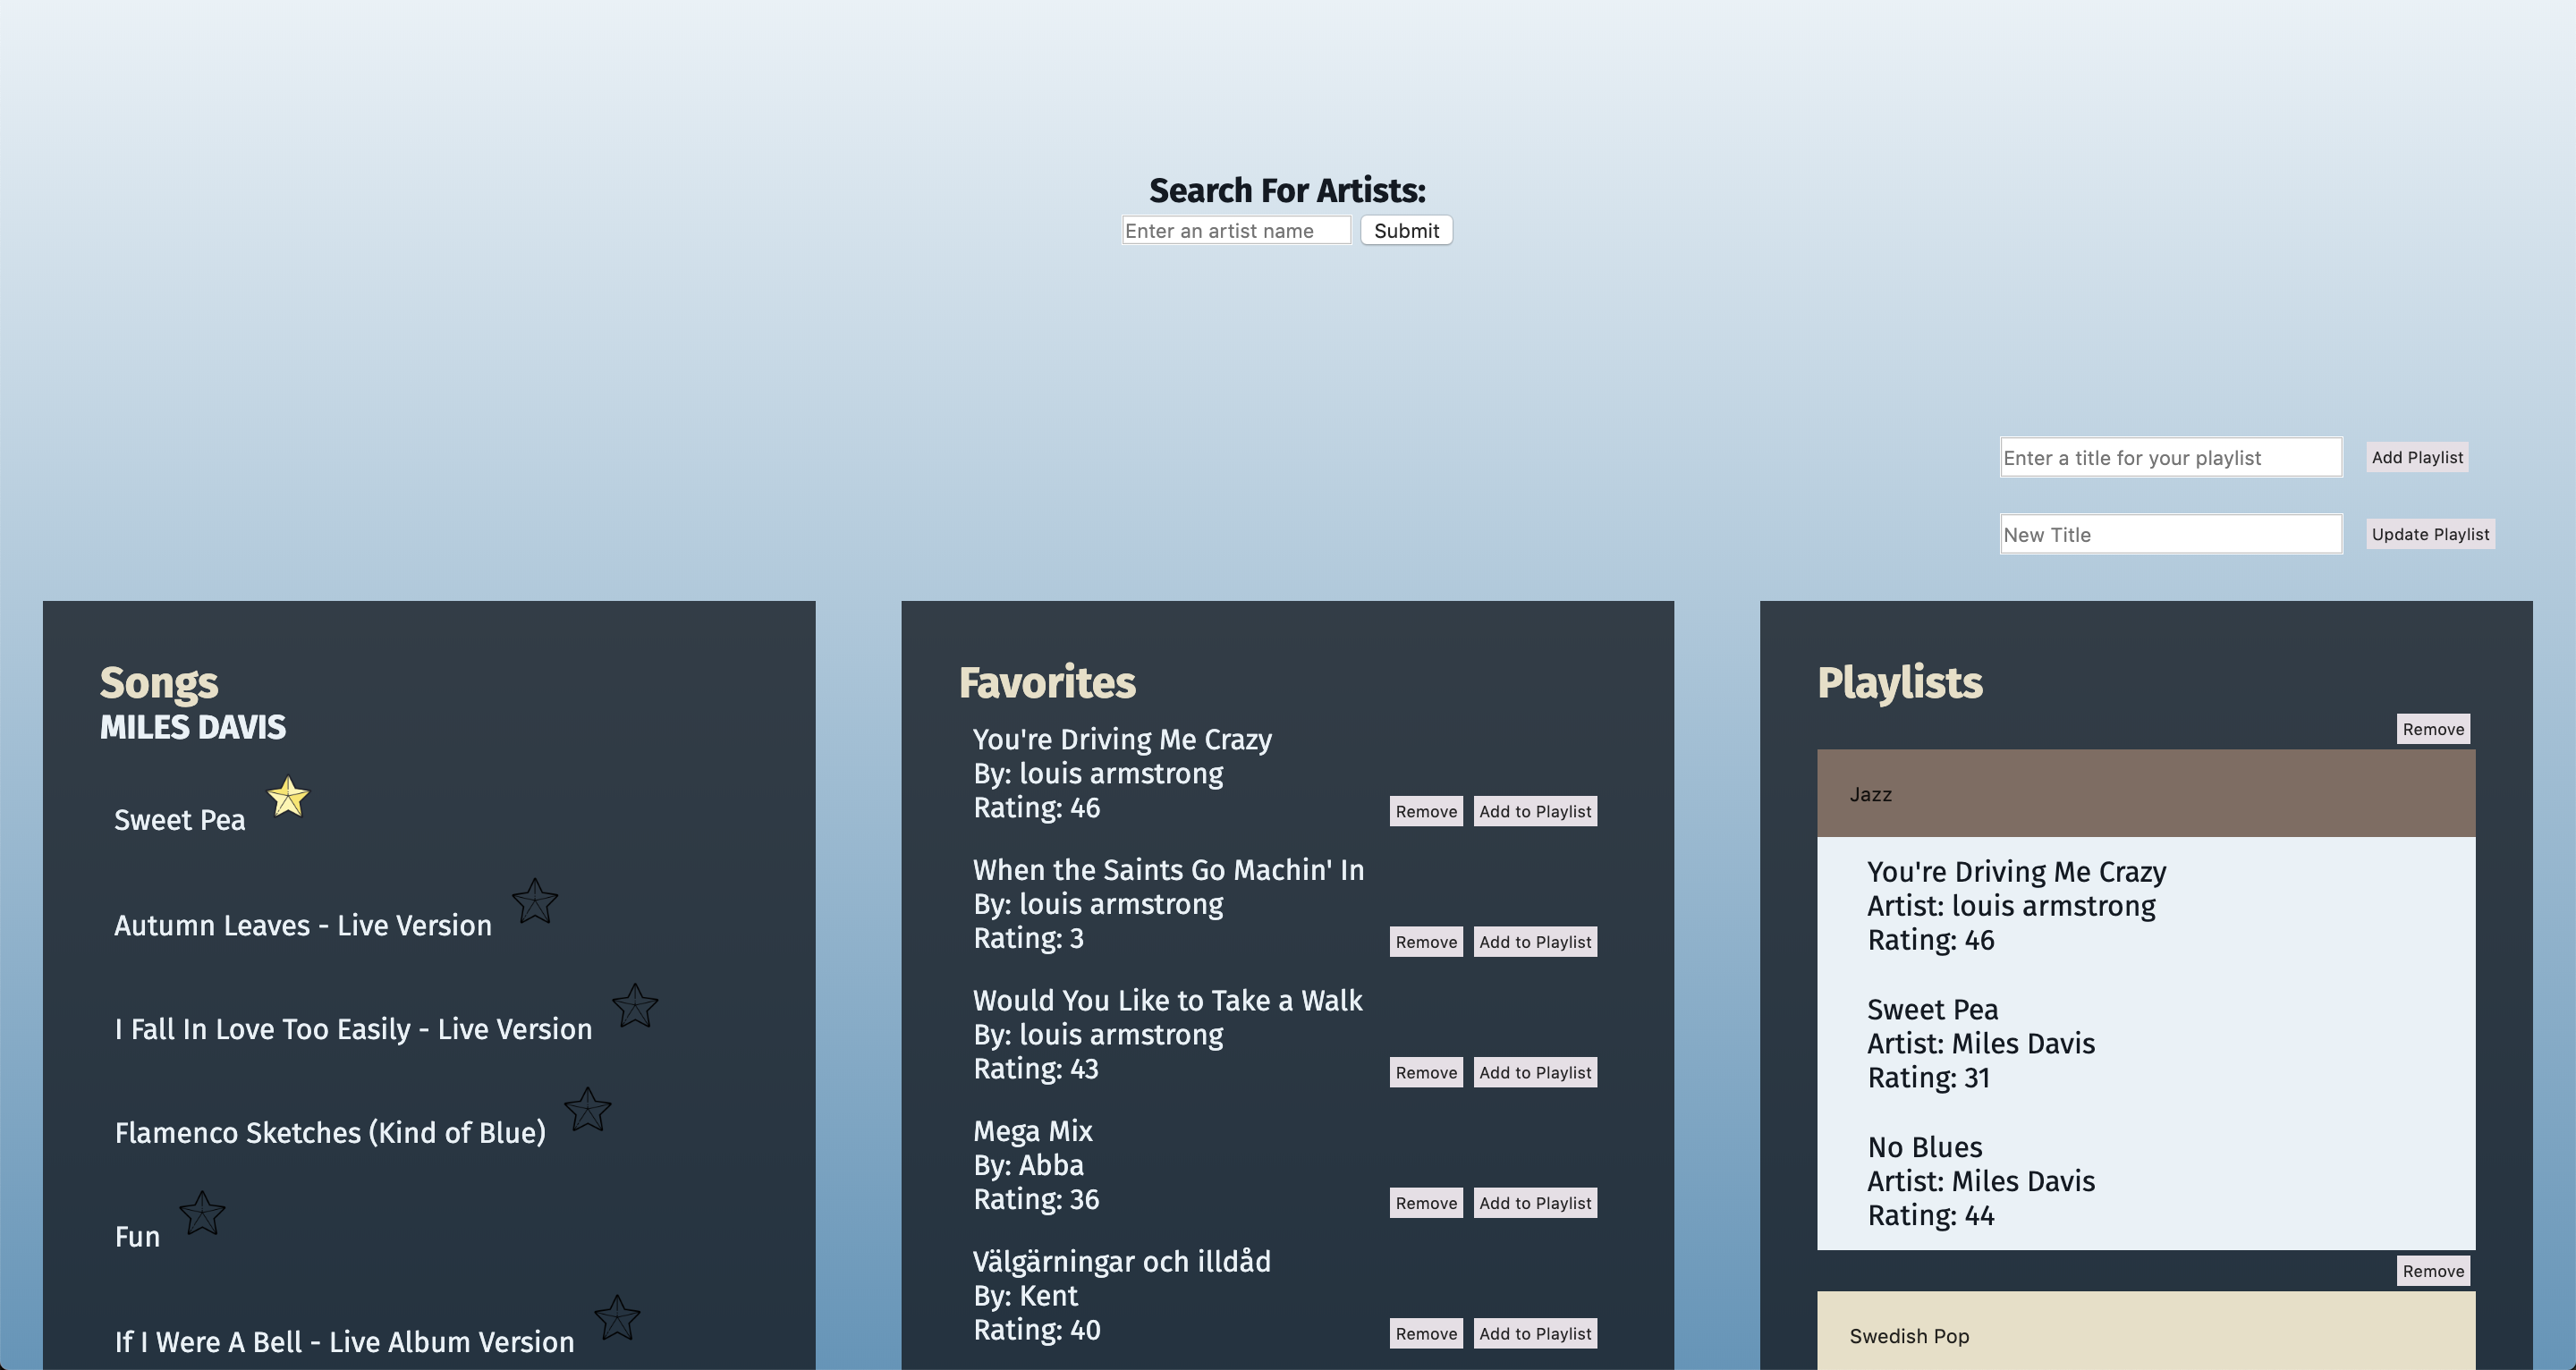 Search For Artists:
Enter an artist name Submit
Enter a title for your playlist Add Playlist
New Title Update Playlist
Songs
MILES DAVIS
Sweet Pea
Autumn Leaves - Live Version
I Fall In Love Too Easily - Live Version
Flamenco Sketches (Kind of Blue)
Fun
If I Were A Bell - Live Album Version
Favorites
You're Driving Me Crazy
By: louis armstrong
Rating: 46
Remove Add to Playlist
When the Saints Go Machin' In
By: louis armstrong
Rating: 3
Remove Add to Playlist
Would You Like to Take a Walk
By: louis armstrong
Rating: 43
Remove Add to Playlist
Mega Mix
By: Abba
Rating: 36
Remove Add to Playlist
Välgärningar och illdåd
By: Kent
Rating: 40
Remove Add to Playlist
Playlists
Remove
Jazz
You're Driving Me Crazy
Artist: louis armstrong
Rating: 46
Sweet Pea
Artist: Miles Davis
Rating: 31
No Blues
Artist: Miles Davis
Rating: 44
Remove
Swedish Pop